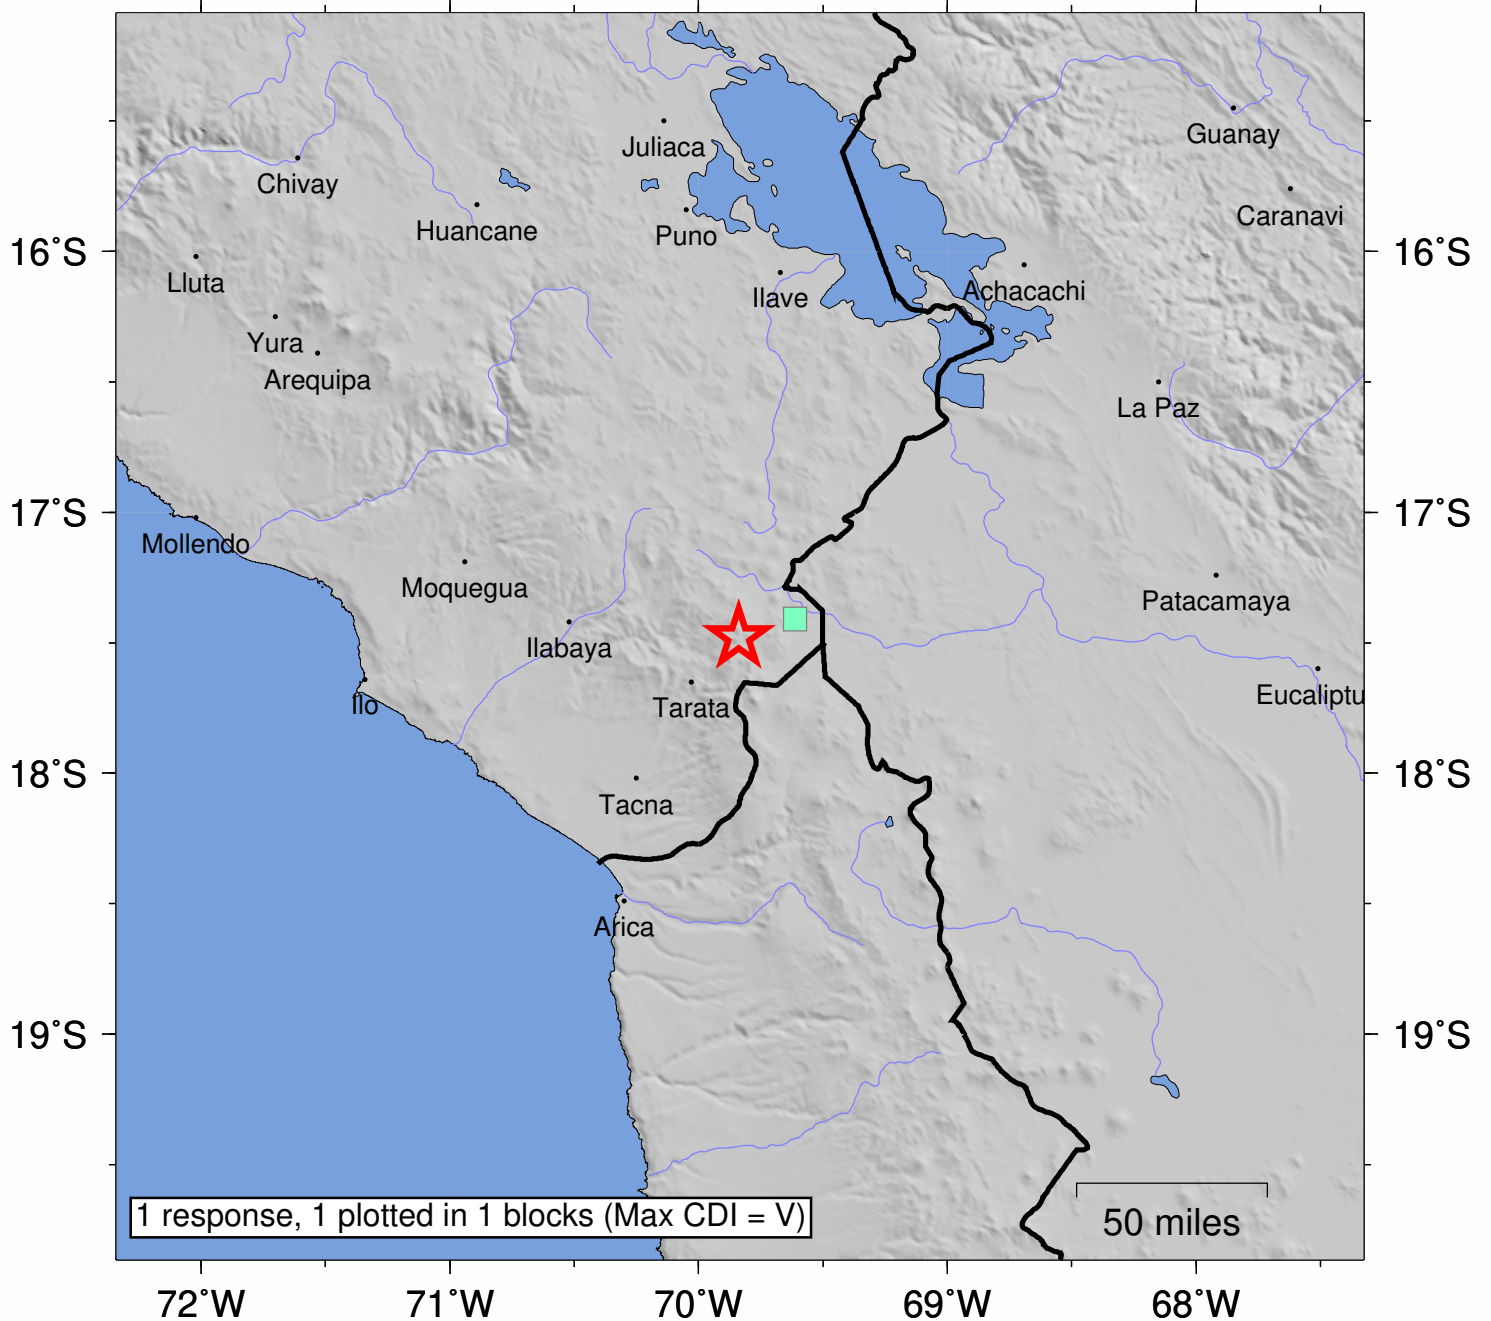 Guanay
Juliaca
Chivay
Caranavi
Huancane
Puno
16°S
16°S
Lluta
Ilave
Achacachi
Yura
Arequipa
La Paz
17°S
17°S
Mollendo
Moquegua
Patacamaya
Ilabaya
Eucaliptu
Ilo
Tarata
18°S
18°S
Tacna
Arica
19°S
19°S
1 response, 1 plotted in 1 blocks (Max CDI = V)
50 miles
72°W
71°W
70°W
69°W
68°W